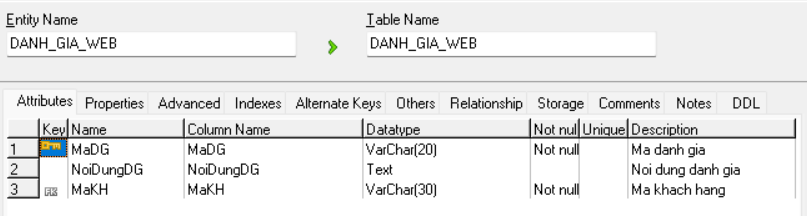 Entity Name Table Name
DANH_GIA_WEB DANH_GIA_WEB
Attributes Properties Advanced Indexes Alternate Keys Others Relationship Storage Comments Notes DDL
Key Name Column Name Datatype Not nul Unique Description
1 MaDG MaDG VarChar(20) Not null Ma danh gia
2 NoiDungDG NoiDungDG Text Noi dung danh gia
3 MaKH MaKH VarChar(30) Not null Ma khach hang